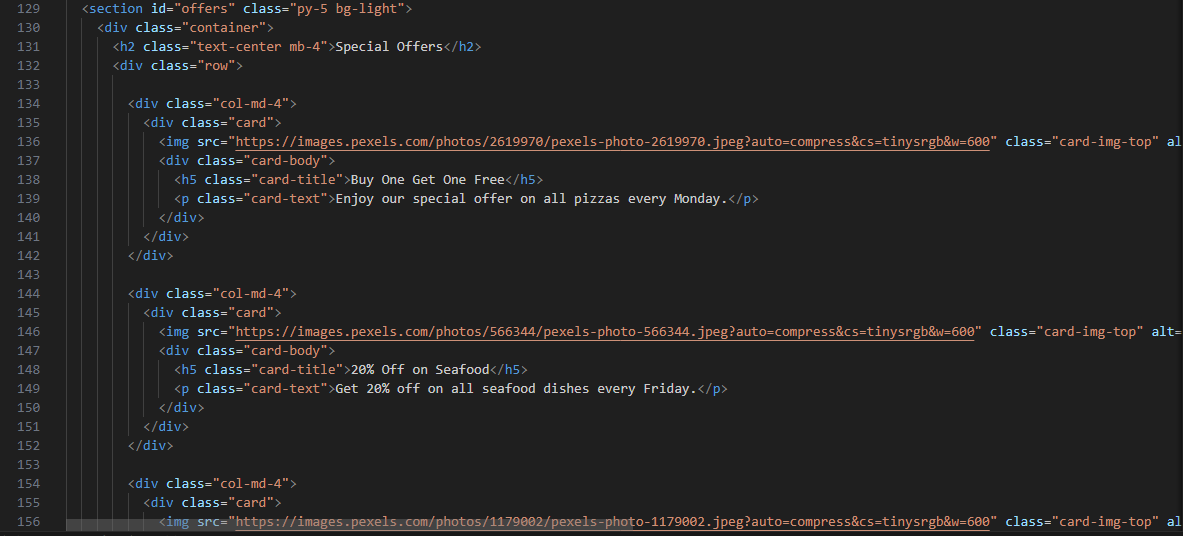 129 <section id="offers" class="py-5 bg-light">
130 <div class="container">
131 <h2 class="text-center mb-4">Special Offers</h2>
132 <div class="row">
133
134 <div class="col-md-4">
135 <div class="card">
136 <img src="https://images.pexels.com/photos/2619970/pexels-photo-2619970.jpeg?auto=compress&cs=tinysrgb&w=600" class="card-img-top" al
137 <div class="card-body">
138 <h5 class="card-title">Buy One Get One Free</h5>
139 <p class="card-text">Enjoy our special offer on all pizzas every Monday.</p>
140 </div>
141 </div>
142 </div>
143
144 <div class="col-md-4">
145 <div class="card">
146 <img src="https://images.pexels.com/photos/566344/pexels-photo-566344.jpeg?auto=compress&cs=tinysrgb&w=600" class="card-img-top" alt=
147 <div class="card-body">
148 <h5 class="card-title">20% Off on Seafood</h5>
149 <p class="card-text">Get 20% off on all seafood dishes every Friday.</p>
150 </div>
151 </div>
152 </div>
153
154 <div class="col-md-4">
155 <div class="card">
156 <img src="https://images.pexels.com/photos/1179002/pexels-photo-1179002.jpeg?auto=compress&cs=tinysrgb&w=600" class="card-img-top" al